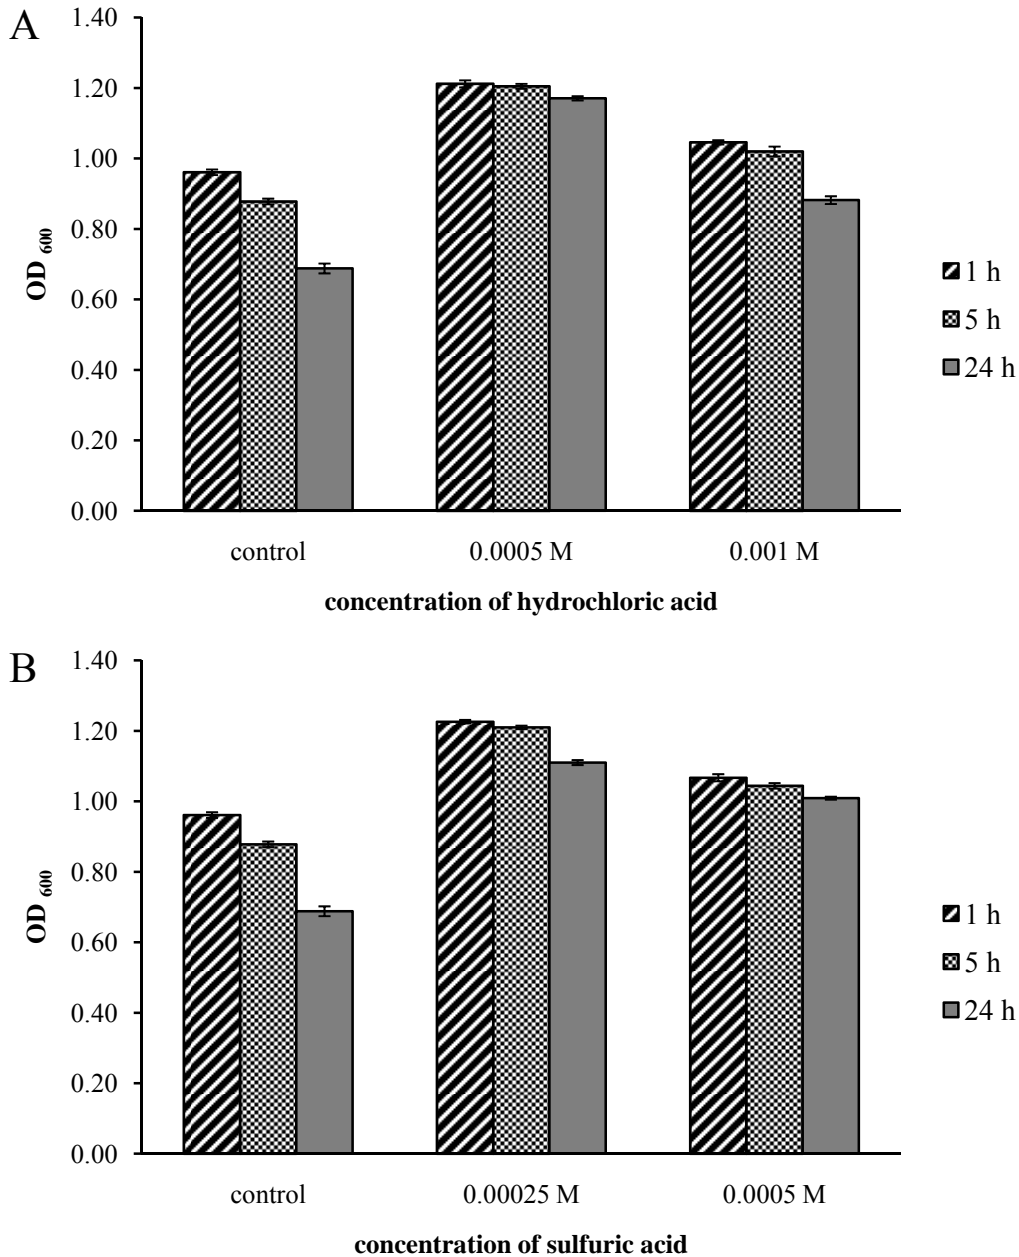 A
1.40
1.20
1.00
0.80
0.60
0.40
0.20
0.00
OD 600
control 0.0005 M 0.001 M
concentration of hydrochloric acid
1 h
5 h
24 h
B
1.40
1.20
1.00
0.80
0.60
0.40
0.20
0.00
OD 600
control 0.00025 M 0.0005 M
concentration of sulfuric acid
1 h
5 h
24 h